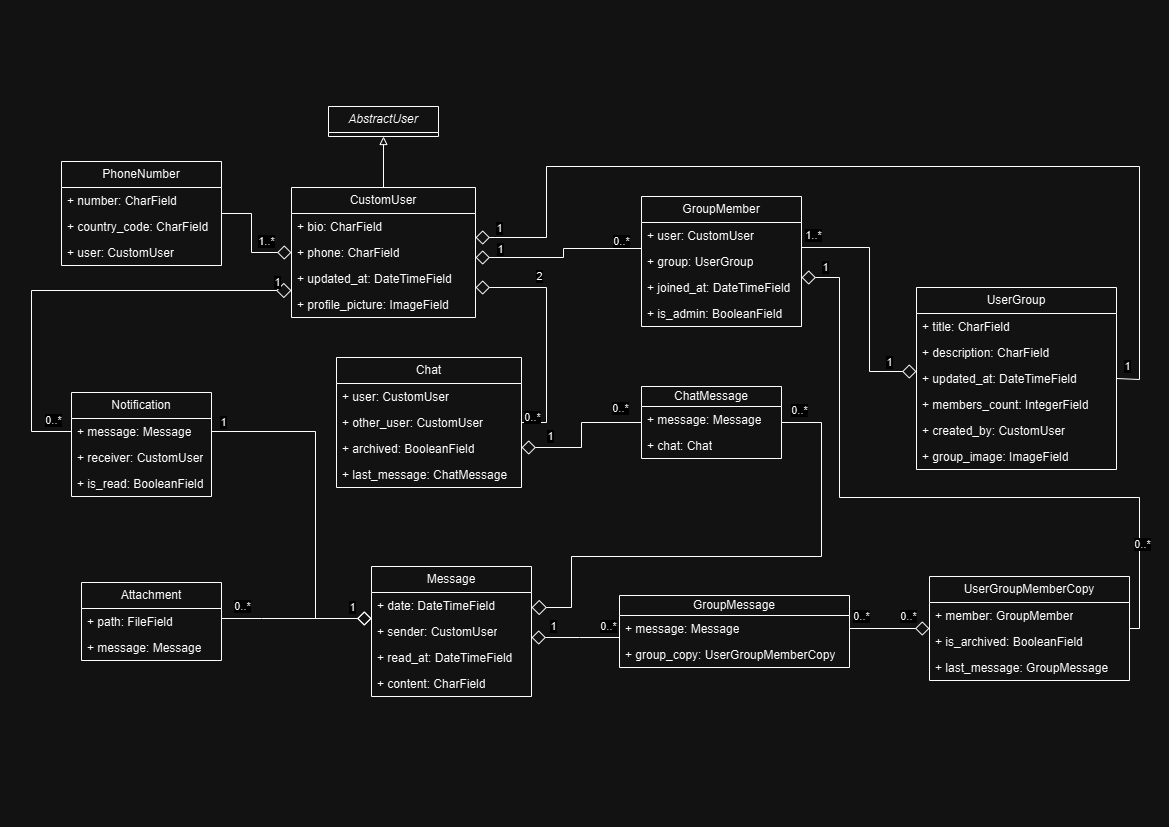 AbstractUser
PhoneNumber
+ number: CharField
+ country_code: CharField
+ user: CustomUser
1..*
CustomUser
+ bio: CharField
+ phone: CharField
+ updated_at: DateTimeField
+ profile_picture: ImageField
1
1
1
2
GroupMember
+ user: CustomUser
+ group: UserGroup
+ joined_at: DateTimeField
+ is_admin: BooleanField
0..*
1..*
1
UserGroup
+ title: CharField
+ description: CharField
+ updated_at: DateTimeField
+ members_count: IntegerField
+ created_by: CustomUser
+ group_image: ImageField
1
1
Chat
+ user: CustomUser
+ other_user: CustomUser
+ archived: BooleanField
+ last_message: ChatMessage
0..*
1
ChatMessage
+ message: Message
+ chat: Chat
0..*
0..*
Notification
+ message: Message
+ receiver: CustomUser
+ is_read: BooleanField
0..*
1
Attachment
+ path: FileField
+ message: Message
0..*
1
Message
+ date: DateTimeField
+ sender: CustomUser
+ read_at: DateTimeField
+ content: CharField
1
0..*
GroupMessage
+ message: Message
+ group_copy: UserGroupMemberCopy
0..*
0..*
UserGroupMemberCopy
+ member: GroupMember
+ is_archived: BooleanField
+ last_message: GroupMessage
0..*